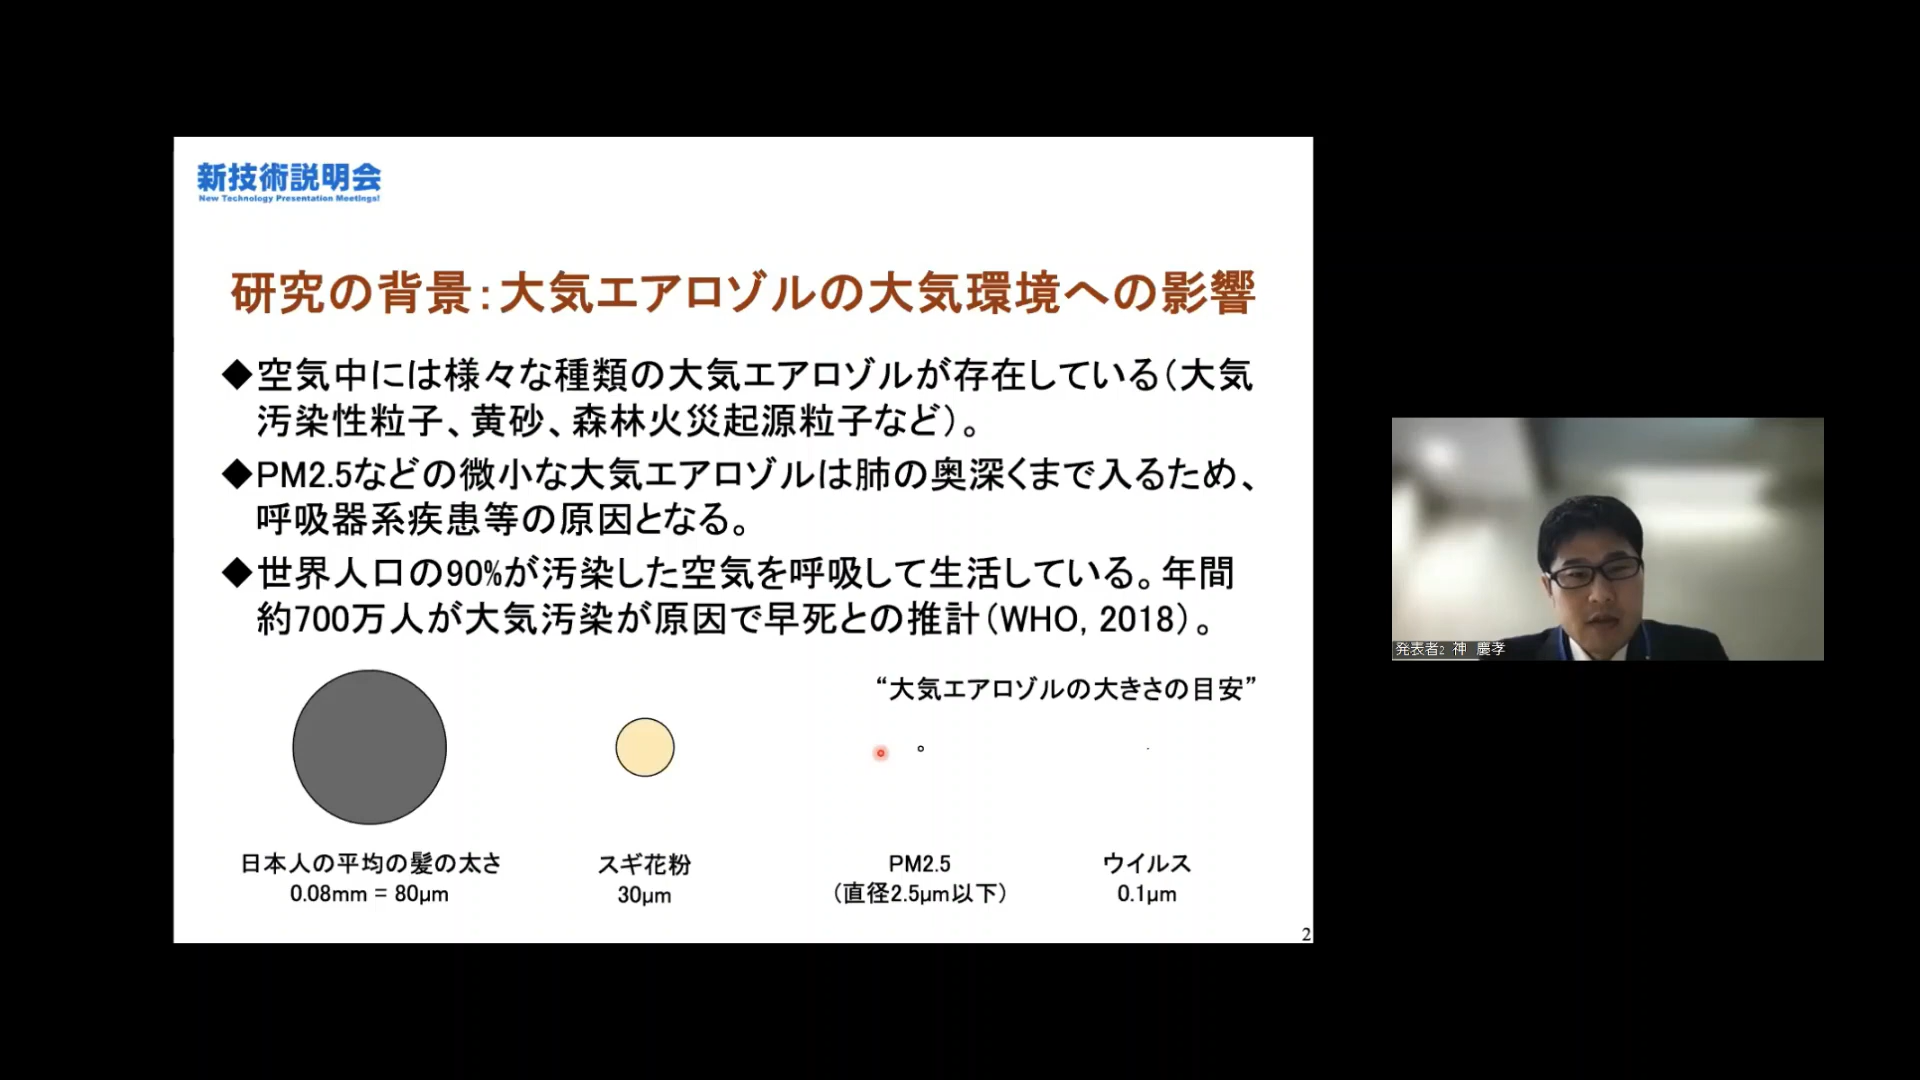 新技術説明会
New Technology Presentation Meetings!
研究の背景：大気エアロゾルの大気環境への影響
◆空気中には様々な種類の大気エアロゾルが存在している（大気
汚染性粒子、黄砂、森林火災起源粒子など）。
◆PM2.5などの微小な大気エアロゾルは肺の奥深くまで入るため、
呼吸器系疾患等の原因となる。
◆世界人口の90%が汚染した空気を呼吸して生活している。年間
約700万人が大気汚染が原因で早死との推計（WHO, 2018）。
“大気エアロゾルの大きさの目安”
日本人の平均の髪の太さ
0.08mm = 80μm
スギ花粉
30μm
PM2.5
（直径2.5μm以下）
ウイルス
0.1μm
2
発表者2 神 慶孝